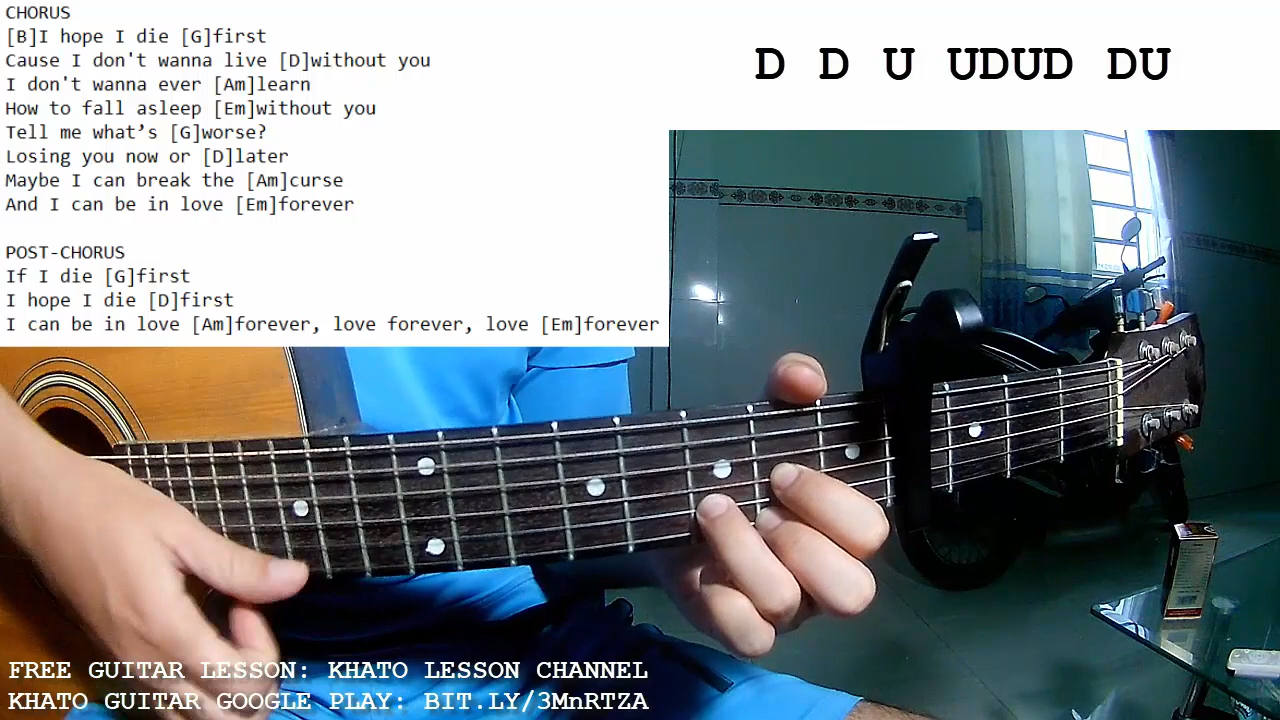 CHORUS
[B]I hope I die [G]first
Cause I don't wanna live [D]without you
I don't wanna ever [Am]learn
How to fall asleep [Em]without you
Tell me what’s [G]worse?
Losing you now or [D]later
Maybe I can break the [Am]curse
And I can be in love [Em]forever
POST-CHORUS
If I die [G]first
I hope I die [D]first
I can be in love [Am]forever, love forever, love [Em]forever
D D U UDUD DU
FREE GUITAR LESSON: KHATO LESSON CHANNEL
KHATO GUITAR GOOGLE PLAY: BIT.LY/3MnRTZA